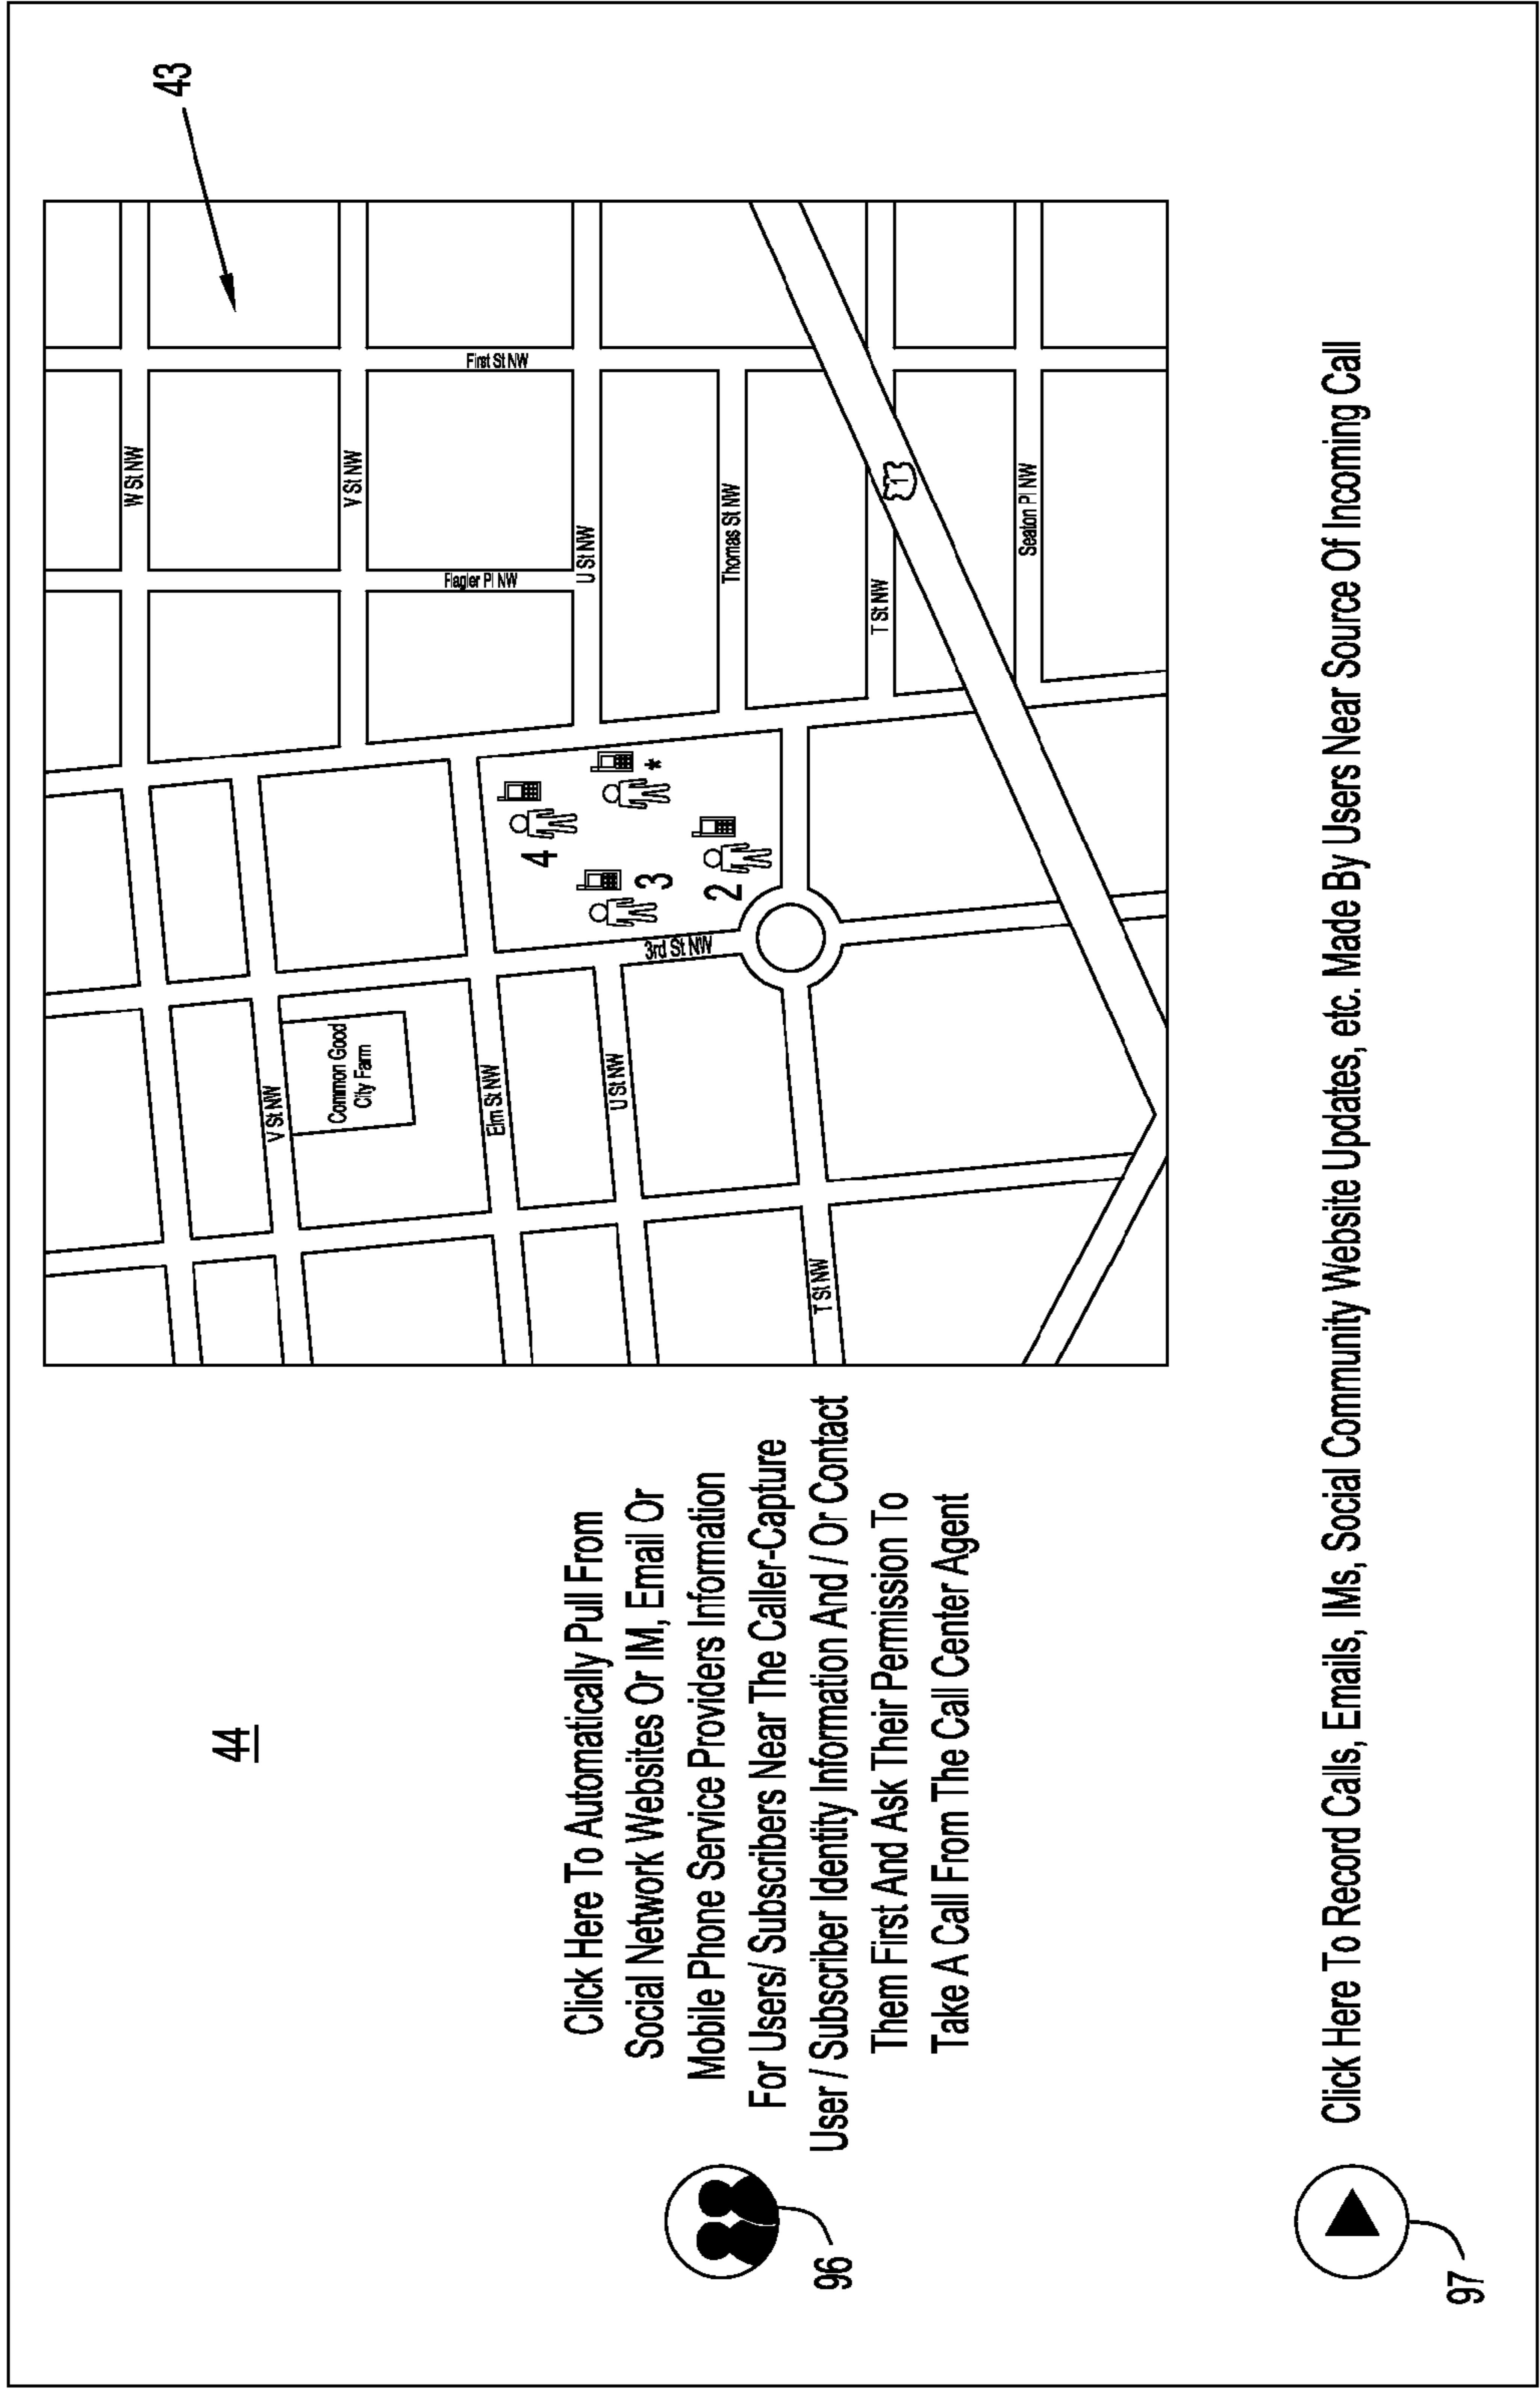 44
43
W St NW
V St NW
First St NW
Flagler Pl NW
V St NW
Common Good
City Farm
Elm St NW
U St NW
U St NW
4
*
3
2
3rd St NW
Thomas St NW
T St NW
1
T St NW
Seaton Pl NW
Click Here To Automatically Pull From
Social Network Websites Or IM, Email Or
Mobile Phone Service Providers Information
For Users/ Subscribers Near The Caller-Capture
User / Subscriber Identity Information And / Or Contact
Them First And Ask Their Permission To
Take A Call From The Call Center Agent
96
Click Here To Record Calls, Emails, IMs, Social Community Website Updates, etc. Made By Users Near Source Of Incoming Call
97